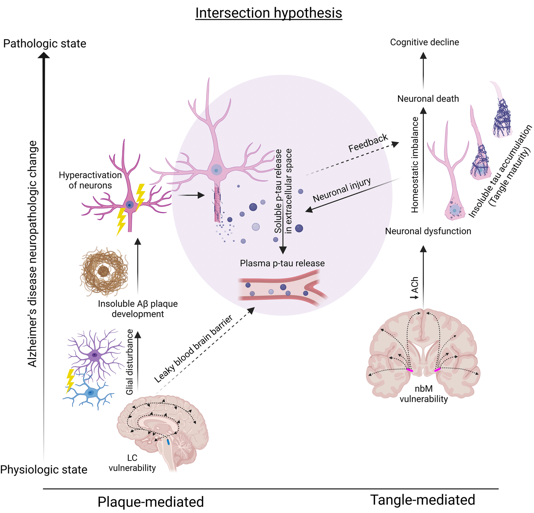 Intersection hypothesis
Pathologic state
Alzheimer's disease neuropathologic change
Physiologic state
Hyperactivation
of neurons
Insoluble Aβ plaque
development
Glial disturbance
LC
vulnerability
Leaky blood brain barrier
Soluble p-tau release
in extracellular space
Plasma p-tau release
Feedback
Neuronal injury
Cognitive decline
Neuronal death
Homeostatic imbalance
Insoluble tau accumulation
(Tangle maturity)
Neuronal dysfunction
ACh
nbM
vulnerability
Plaque-mediated
Tangle-mediated